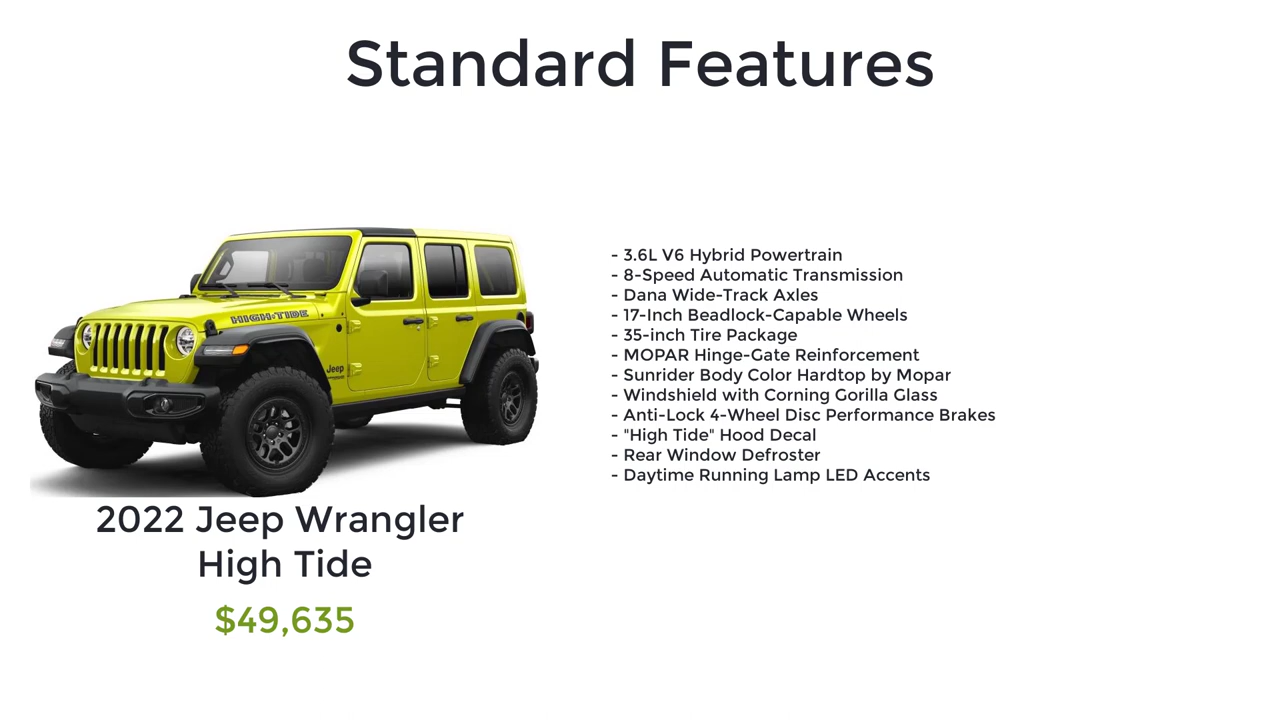 Standard Features
HIGH-TIDE
Jeep
- 3.6L V6 Hybrid Powertrain
- 8-Speed Automatic Transmission
- Dana Wide-Track Axles
- 17-Inch Beadlock-Capable Wheels
- 35-inch Tire Package
- MOPAR Hinge-Gate Reinforcement
- Sunrider Body Color Hardtop by Mopar
- Windshield with Corning Gorilla Glass
- Anti-Lock 4-Wheel Disc Performance Brakes
- "High Tide" Hood Decal
- Rear Window Defroster
- Daytime Running Lamp LED Accents
2022 Jeep Wrangler
High Tide
$49,635